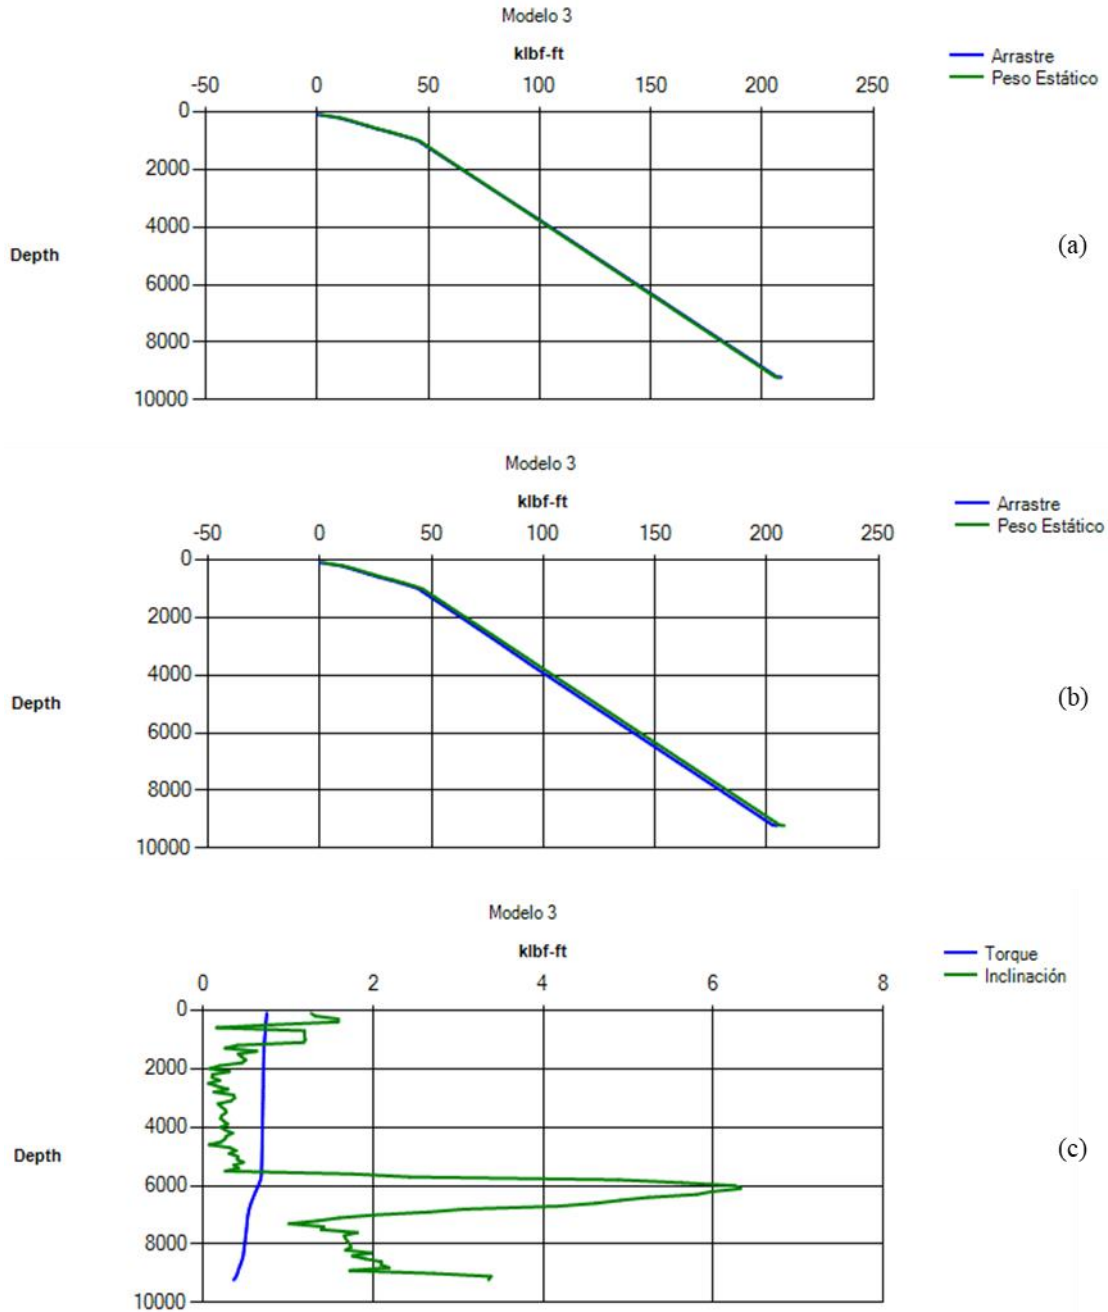 Modelo 3
klbf-ft
Arrastre
Peso Estático
-50 0 50 100 150 200 250
0
2000
4000
Depth
(a)
6000
8000
10000
Modelo 3
klbf-ft
Arrastre
Peso Estático
-50 0 50 100 150 200 250
0
2000
4000
Depth
(b)
6000
8000
10000
Modelo 3
klbf-ft
Torque
Inclinación
0 2 4 6 8
0
2000
4000
Depth
(c)
6000
8000
10000